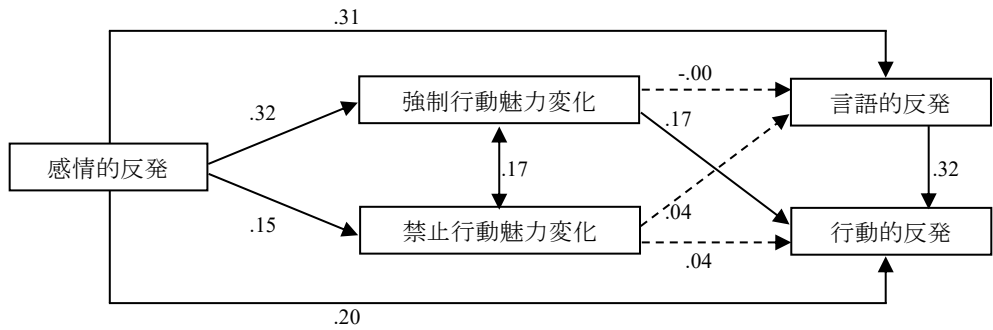 .31
-.00
強制行動魅力変化
言語的反発
.32
.17
感情的反発
.17
.32
.15
禁止行動魅力変化
.04
行動的反発
.04
.20